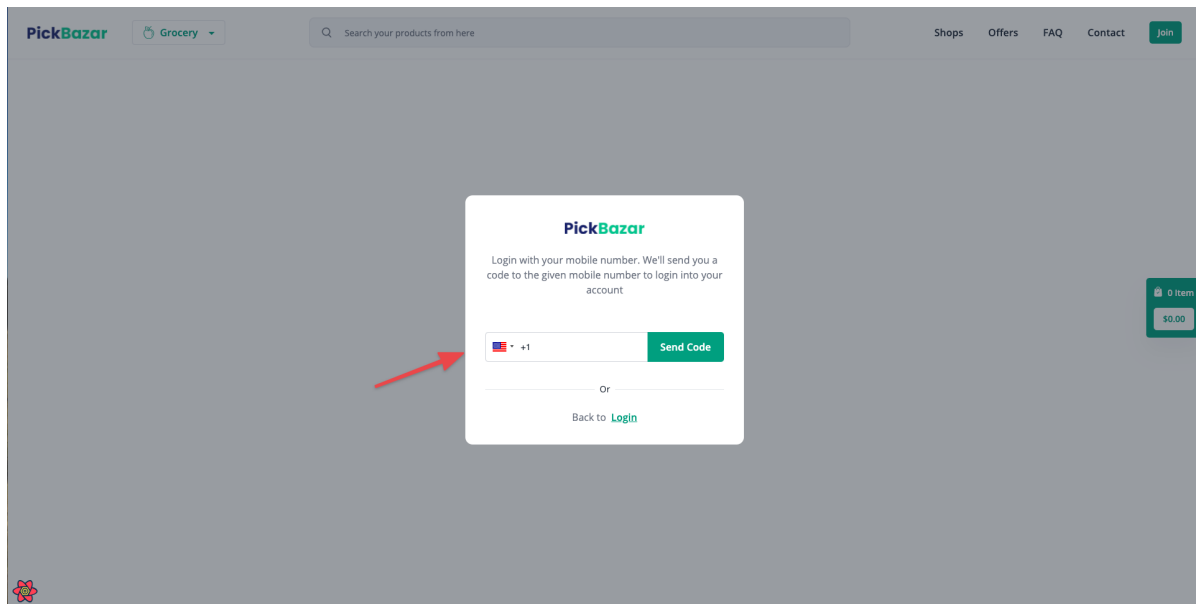 PickBazar
Grocery
Search your products from here
Shops
Offers
FAQ
Contact
Join
PickBazar
Login with your mobile number. We'll send you a
code to the given mobile number to login into your
account
+1
Send Code
Or
Back to Login
0 Item
$0.00